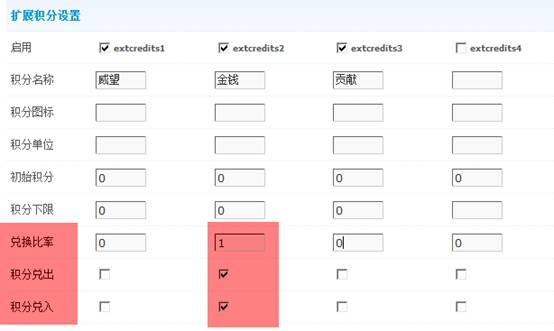 扩展积分设置
启用 extcredits1 extcredits2 extcredits3 extcredits4
积分名称 威望 金钱 贡献
积分图标
积分单位
初始积分 0 0 0 0
积分下限 0 0 0
兑换比率 0 1 0 0
积分兑出
积分兑入